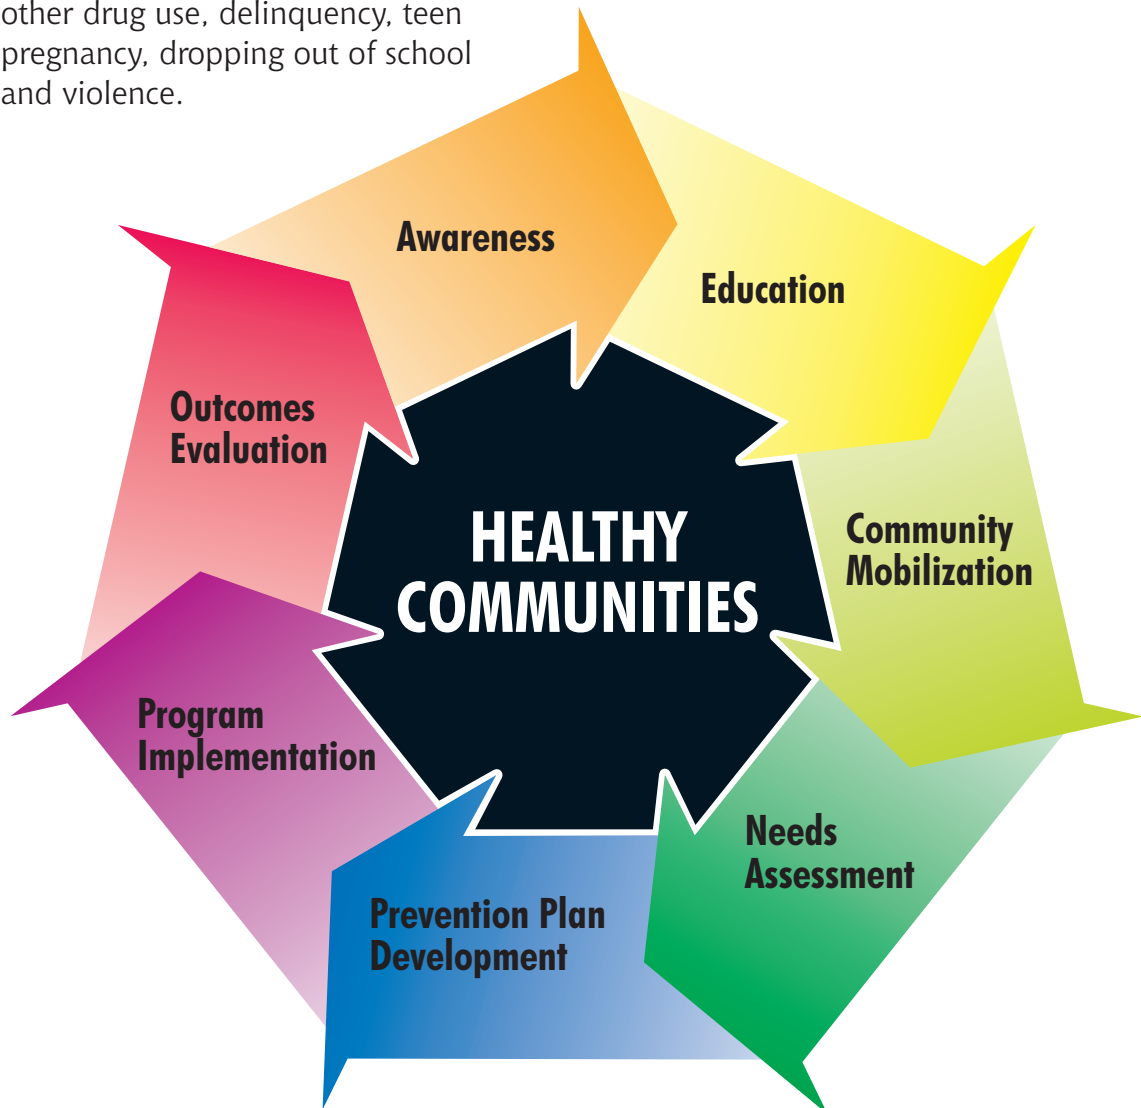 other drug use, delinquency, teen
pregnancy, dropping out of school
and violence.
Awareness
Education
Community
Mobilization
Needs
Assessment
Prevention Plan
Development
Program
Implementation
Outcomes
Evaluation
HEALTHY
COMMUNITIES